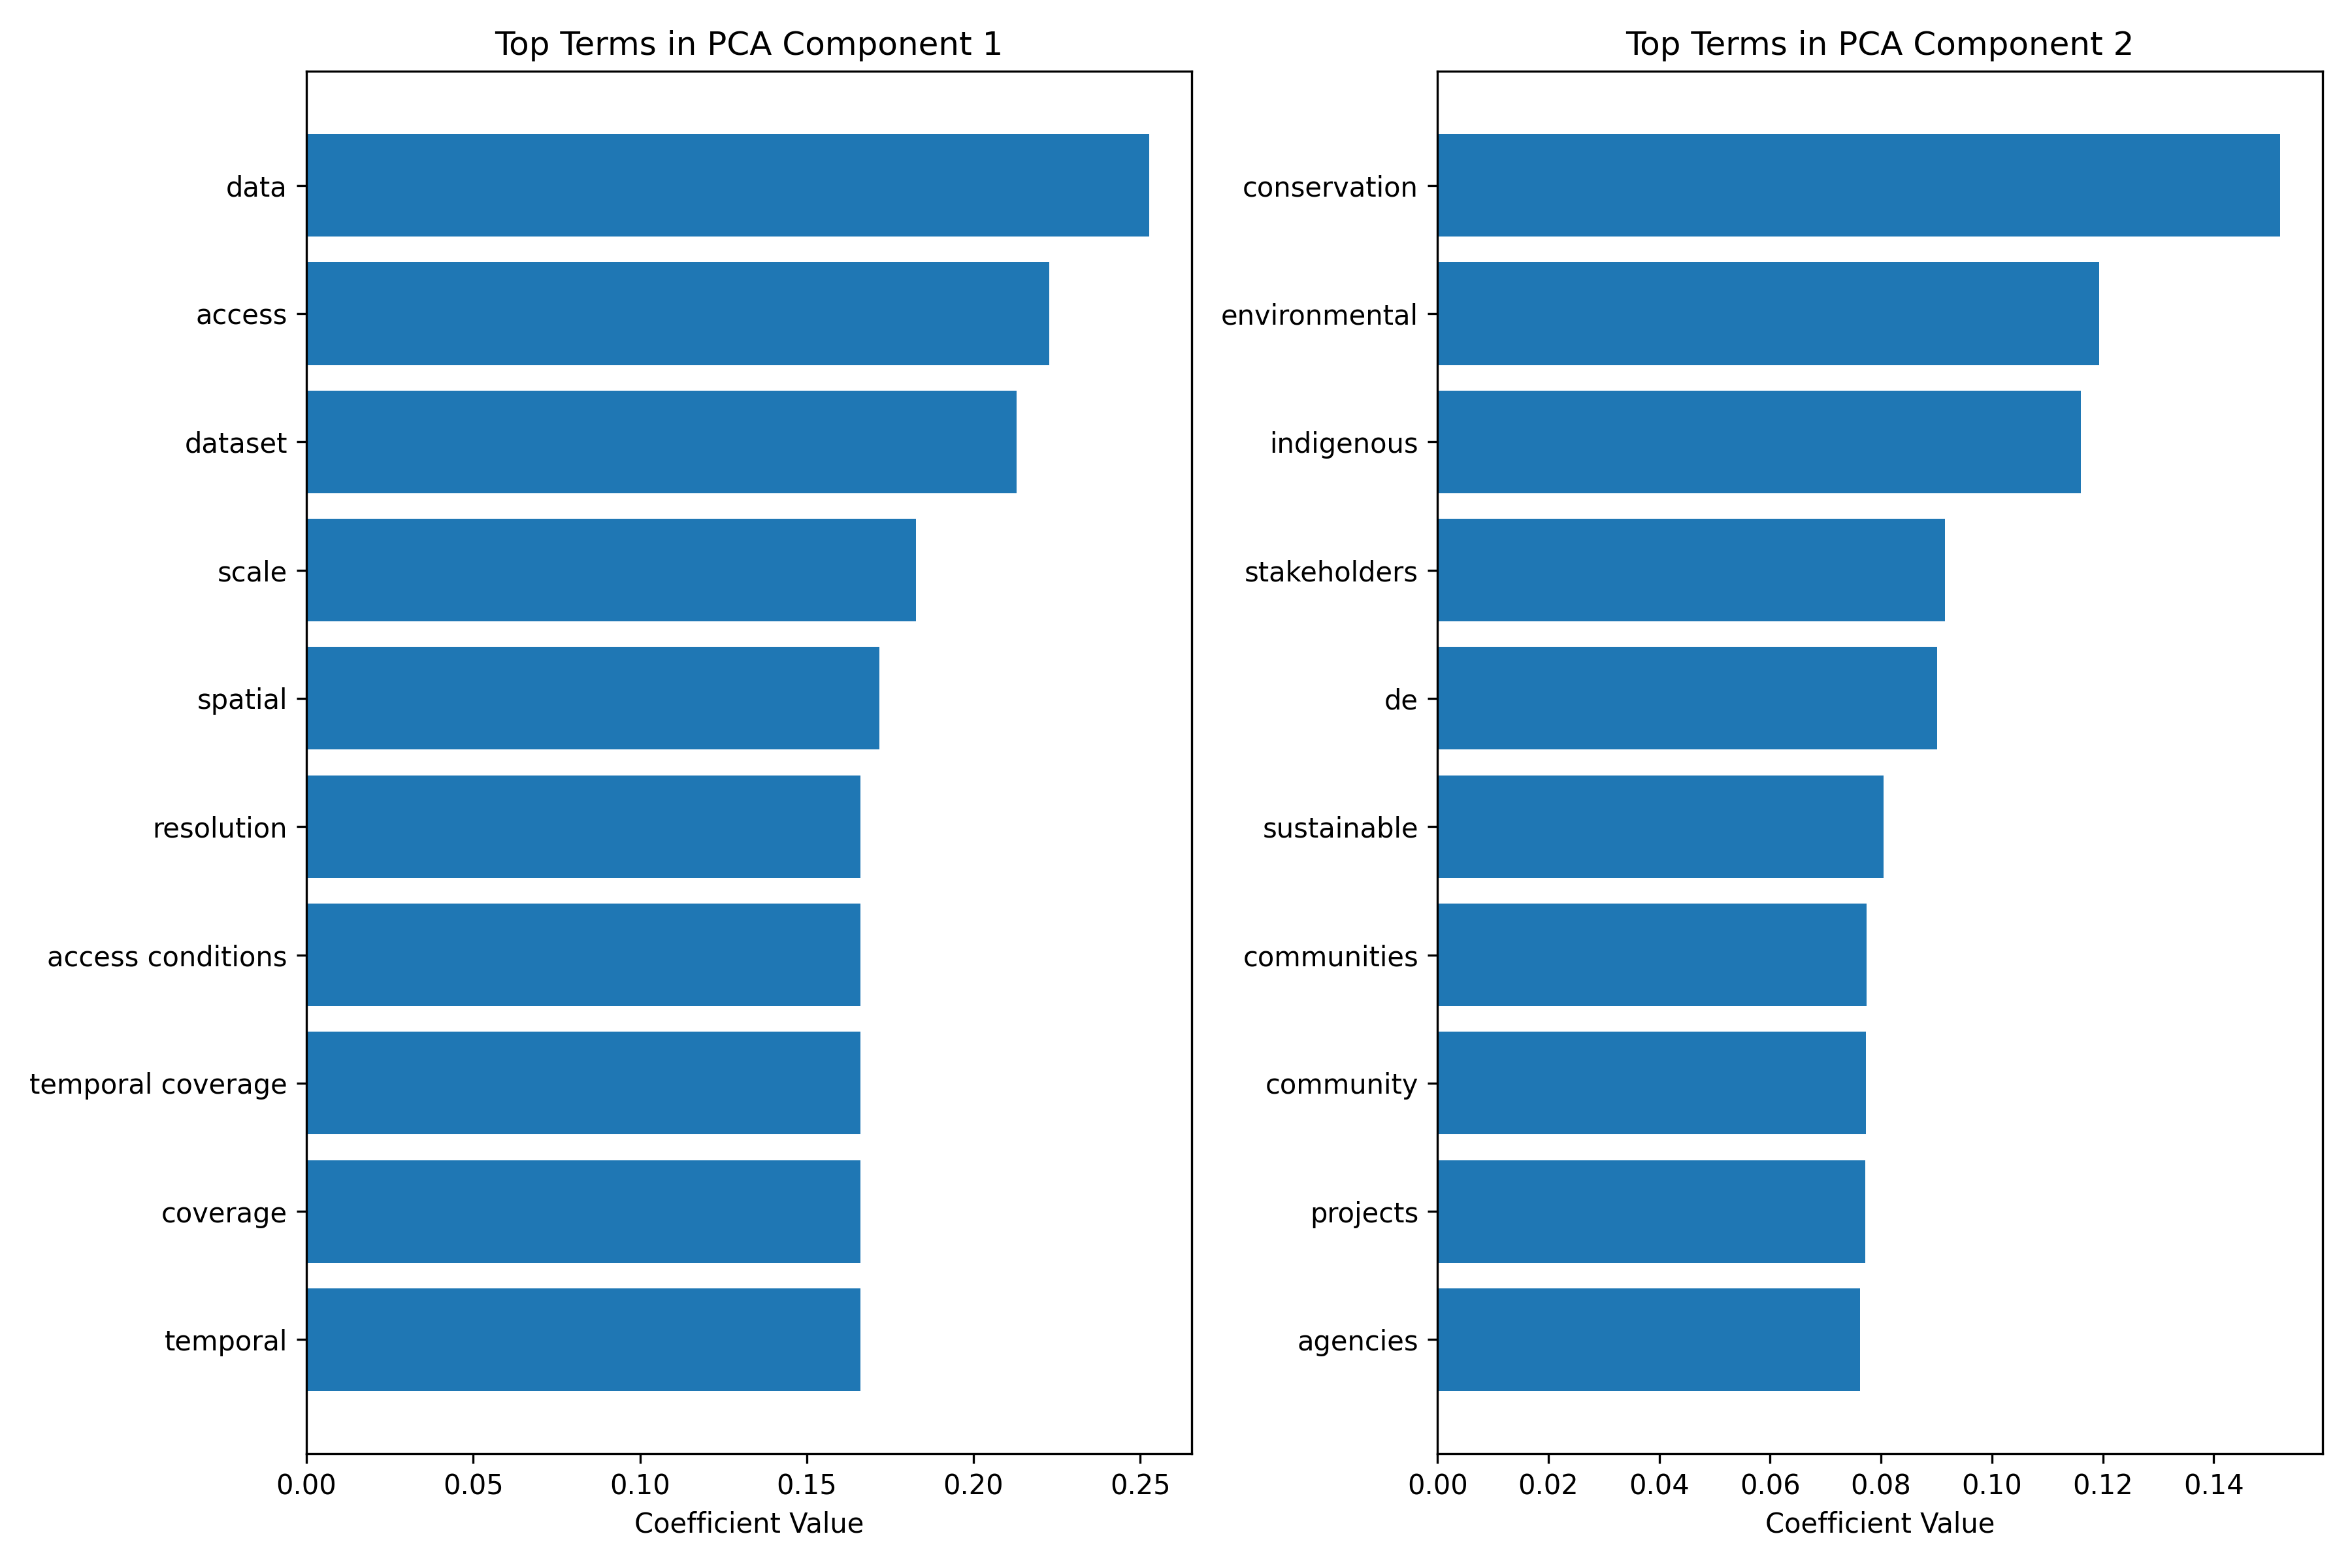 Top Terms in PCA Component 1
data
access
dataset
scale
spatial
resolution
access conditions
temporal coverage
coverage
temporal
0.00 0.05 0.10 0.15 0.20 0.25
Coefficient Value
Top Terms in PCA Component 2
conservation
environmental
indigenous
stakeholders
de
sustainable
communities
community
projects
agencies
0.00 0.02 0.04 0.06 0.08 0.10 0.12 0.14
Coefficient Value